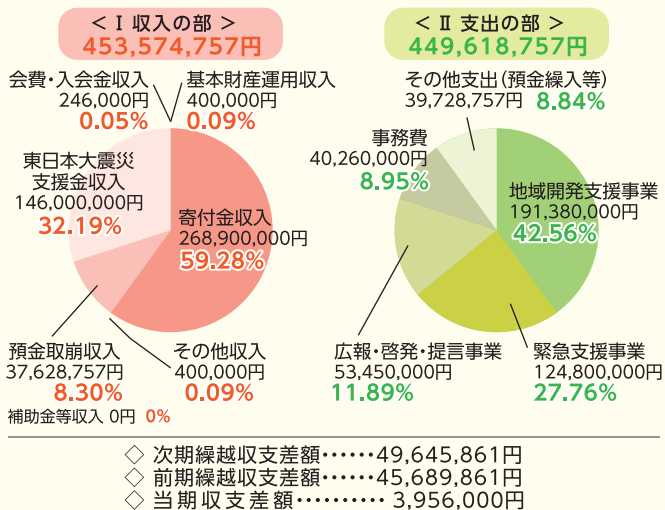 ＜Ⅰ 収入の部＞
453,574,757円
会費・入会金収入
246,000円
0.05%
基本財産運用収入
400,000円
0.09%
東日本大震災
支援金収入
146,000,000円
32.19%
寄付金収入
268,900,000円
59.28%
預金取崩収入
37,628,757円
8.30%
その他収入
400,000円
0.09%
補助金等収入 0円 0%
＜Ⅱ 支出の部＞
449,618,757円
その他支出(預金繰入等)
39,728,757円 8.84%
事務費
40,260,000円
8.95%
地域開発支援事業
191,380,000円
42.56%
広報・啓発・提言事業
53,450,000円
11.89%
緊急支援事業
124,800,000円
27.76%
◇ 次期繰越収支差額……49,645,861円
◇ 前期繰越収支差額……45,689,861円
◇ 当期収支差額……… 3,956,000円